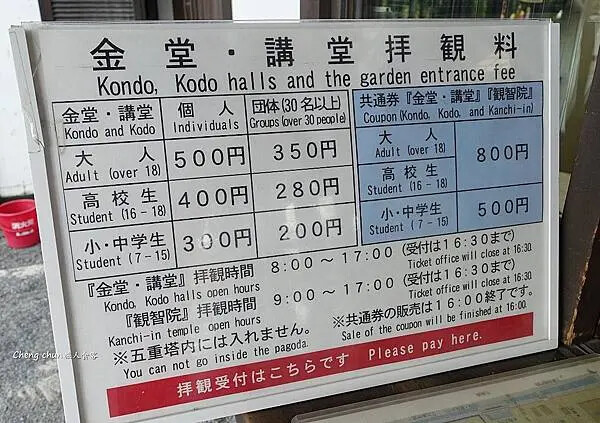 金堂・講堂拝観料
Kondo, Kodo halls and the garden entrance fee
金堂・講堂
Kondo and Kodo
個人
Individuals
団体(30名以上)
Groups(over 30 people)
共通券『金堂・講堂』『観智院』
Coupon(Kondo, Kodo, and Kanchi-in)
大人
Adult (over 18)
500円
350円
大人
Adult (over 18)
800円
高校生
Student (16-18)
400円
280円
高校生
Student (16-18)
小・中学生
Student (7-15)
300円
200円
小・中学生
Student (7-15)
500円
『金堂・講堂』拝観時間 8:00～17:00 (受付は16:30まで)
Kondo, Kodo halls open hours Ticket office will close at 16:30.
『観智院』拝観時間 9:00～17:00 (受付は16:30まで)
Kanchi-in temple open hours Ticket office will close at 16:30.
※五重塔内には入れません。 ※共通券の販売は16:00終了です。
You can not go inside the pagoda. Sale of the coupon will be finished at 16:00.
拝観受付はこちらです Please pay here.